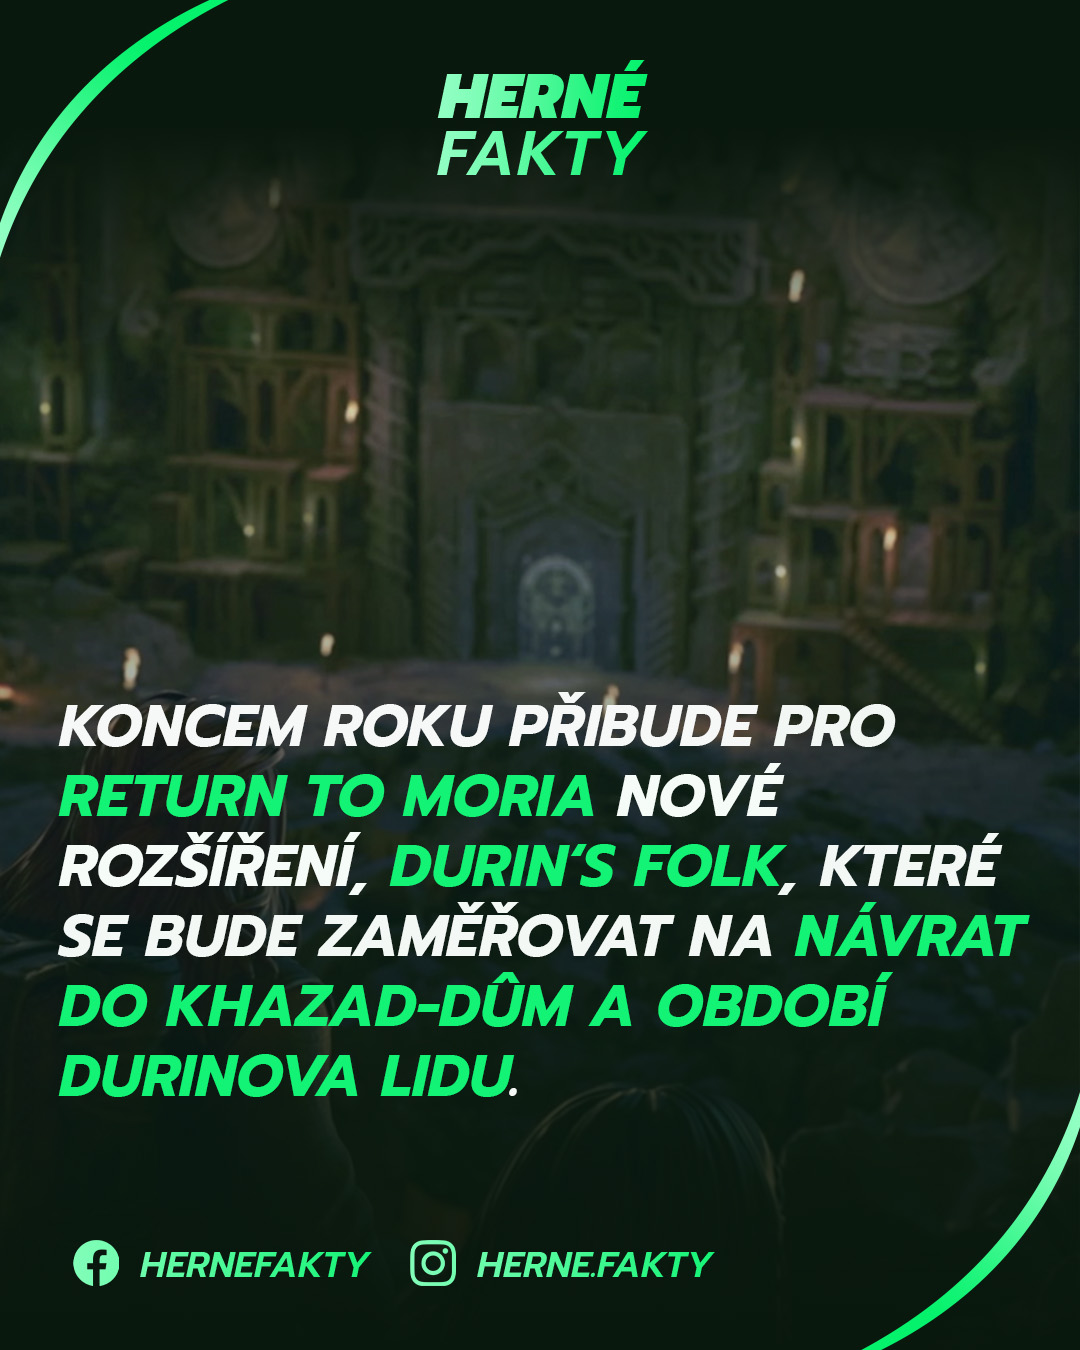 HERNÉ
FAKTY
KONCEM ROKU PŘIBUDE PRO
RETURN TO MORIA NOVÉ
ROZŠÍŘENÍ, DURIN'S FOLK, KTERÉ
SE BUDE ZAMĚŘOVAT NA NÁVRAT
DO KHAZAD-DÛM A OBDOBÍ
DURINOVA LIDU.
HERNEFAKTY HERNE.FAKTY